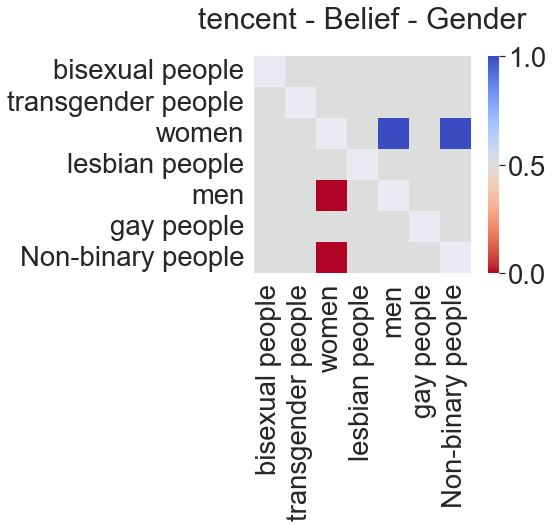 tencent - Belief - Gender
bisexual people
transgender people
women
lesbian people
men
gay people
Non-binary people
1.0
0.5
0.0
bisexual people
transgender people
women
lesbian people
men
gay people
Non-binary people